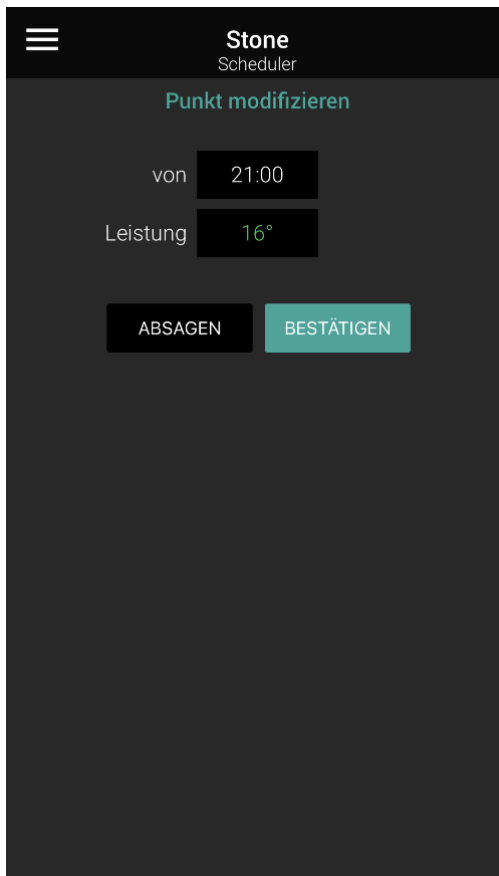 Stone
Scheduler
Punkt modifizieren
von 21:00
Leistung 16°
ABSAGEN BESTÄTIGEN